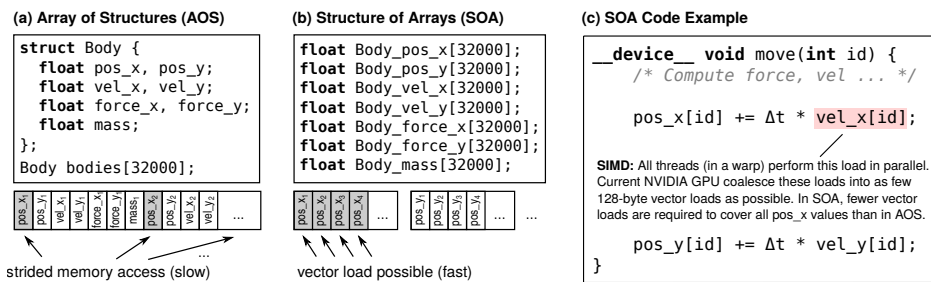 (a) Array of Structures (AOS)
struct Body {
float pos_x, pos_y;
float vel_x, vel_y;
float force_x, force_y;
float mass;
};
Body bodies[32000];
pos_x1 pos_y1 vel_x1 vel_y1 force_x1 force_y1 mass1 pos_x2 pos_y2 vel_x2 vel_y2 ...
...
strided memory access (slow)
(b) Structure of Arrays (SOA)
float Body_pos_x[32000];
float Body_pos_y[32000];
float Body_vel_x[32000];
float Body_vel_y[32000];
float Body_force_x[32000];
float Body_force_y[32000];
float Body_mass[32000];
pos_x1 pos_x2 pos_x3 pos_x4 ... pos_y1 pos_y2 pos_y3 pos_y4 ...
vector load possible (fast)
(c) SOA Code Example
__device__ void move(int id) {
/* Compute force, vel ... */
pos_x[id] += Δt * vel_x[id];
SIMD: All threads (in a warp) perform this load in parallel.
Current NVIDIA GPU coalesce these loads into as few
128-byte vector loads as possible. In SOA, fewer vector
loads are required to cover all pos_x values than in AOS.
pos_y[id] += Δt * vel_y[id];
}